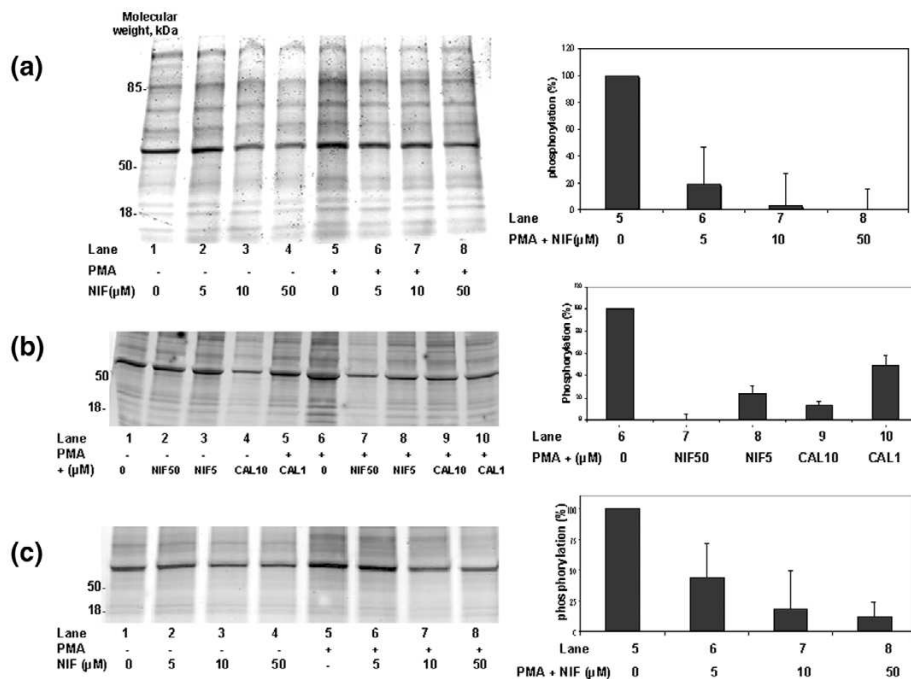 Molecular
weight, kDa
(a)
85-
50-
18-
Lane 1 2 3 4 5 6 7 8
PMA - - - - + + + +
NIF(µM) 0 5 10 50 0 5 10 50
phosphorylation (%)
120
100
80
60
40
20
0
Lane 5 6 7 8
PMA + NIF(µM) 0 5 10 50
(b)
50
18-
Lane 1 2 3 4 5 6 7 8 9 10
PMA - - - - + + + + + +
+ (µM) 0 NIF50 NIF5 CAL10 CAL1 0 NIF50 NIF5 CAL10 CAL1
Phosphorylation (%)
Lane 6 7 8 9 10
PMA + (µM) 0 NIF50 NIF5 CAL10 CAL1
(c)
50-
18-
Lane 1 2 3 4 5 6 7 8
PMA - - - - + + + +
NIF (µM) 0 5 10 50 - 5 10 50
phosphorylation (%)
100
75
50
25
0
Lane 5 6 7 8
PMA + NIF(µM) 0 5 10 50